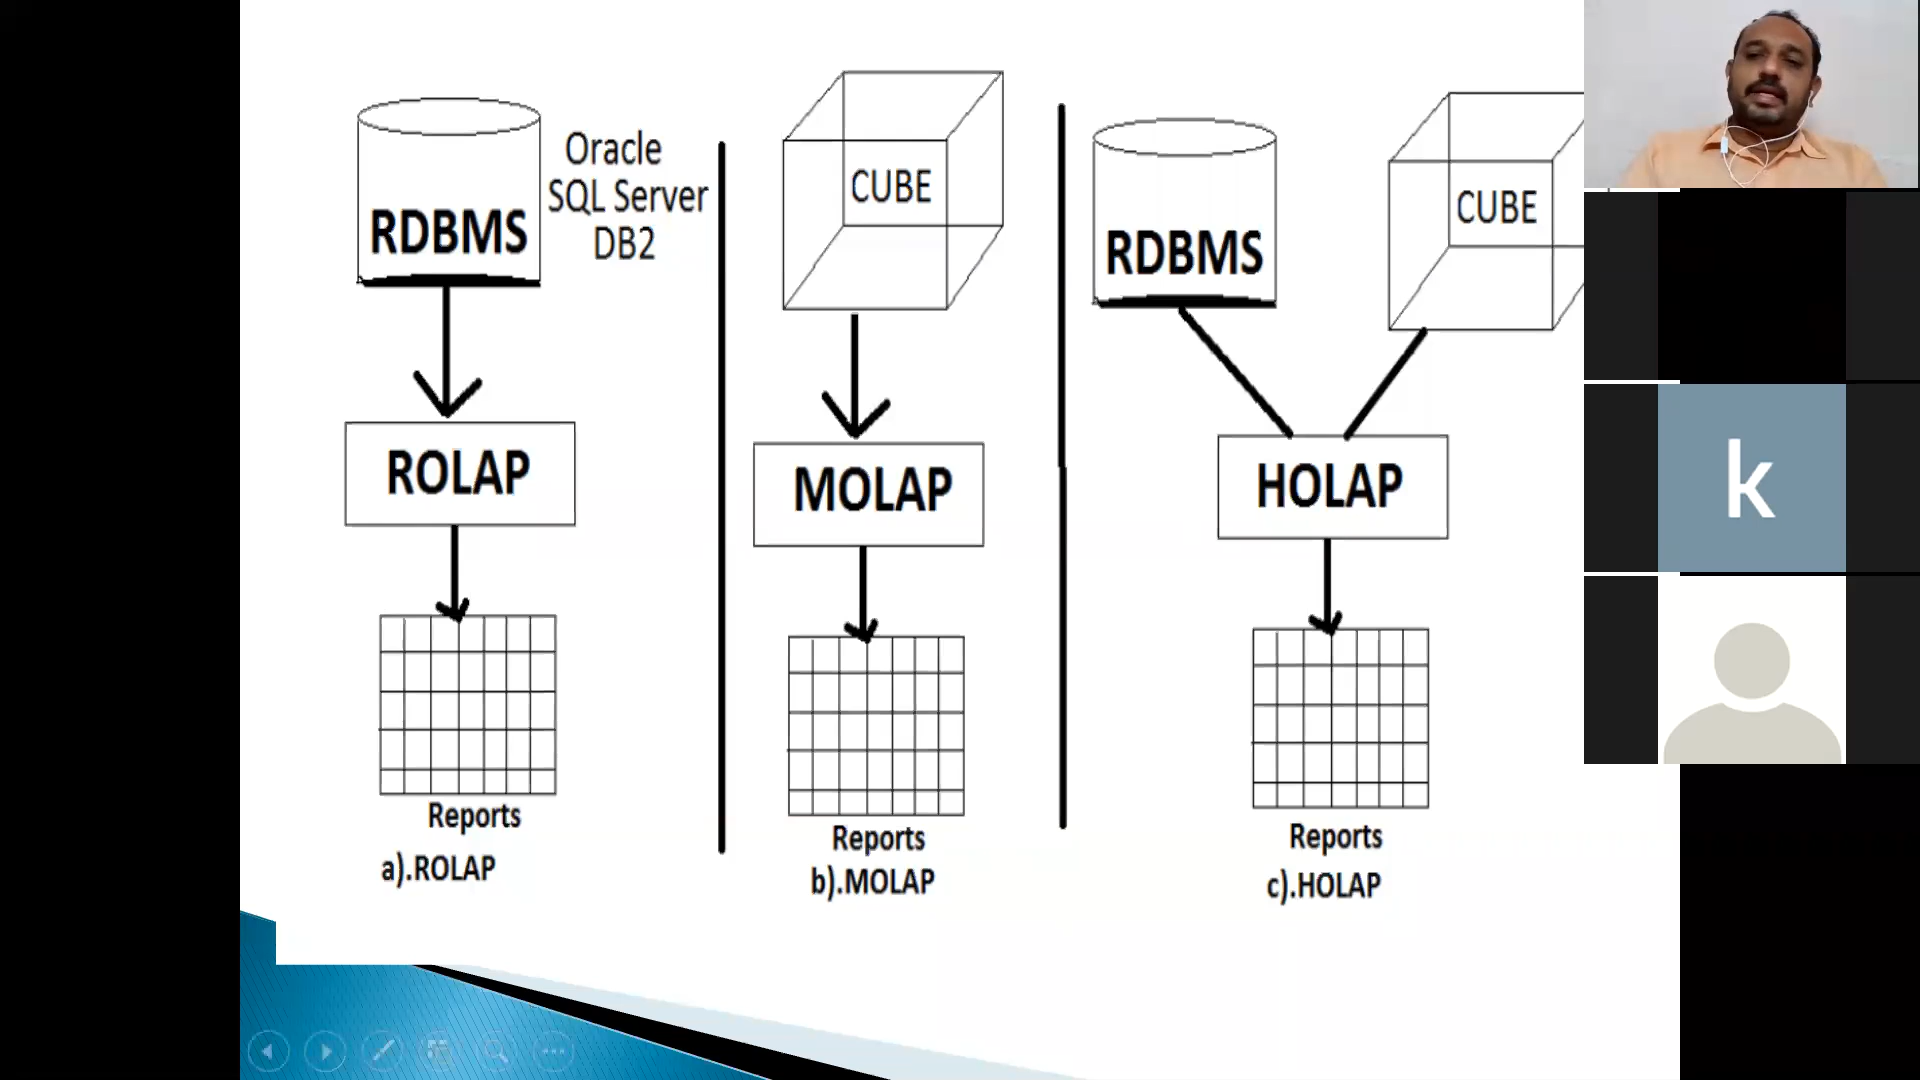 RDBMS
Oracle
SQL Server
DB2
ROLAP
Reports
a).ROLAP
CUBE
MOLAP
Reports
b).MOLAP
RDBMS
CUBE
HOLAP
Reports
c).HOLAP
k